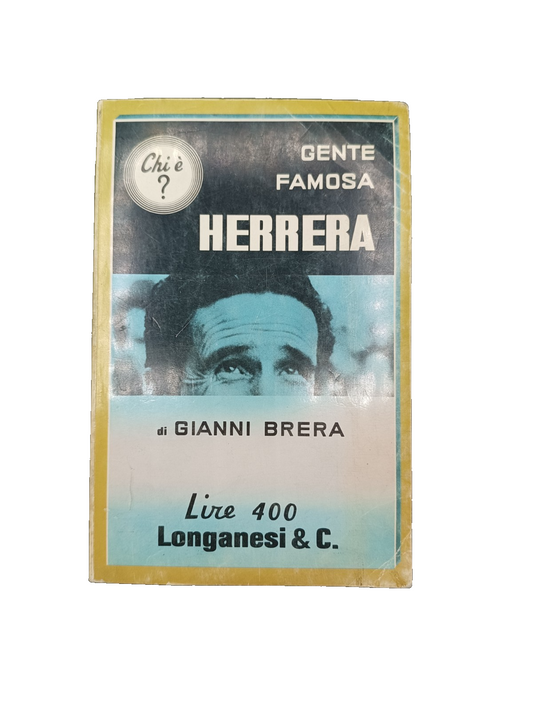 Chi è
?
GENTE
FAMOSA
HERRERA
di GIANNI BRERA
Lire 400
Longanesi & C.